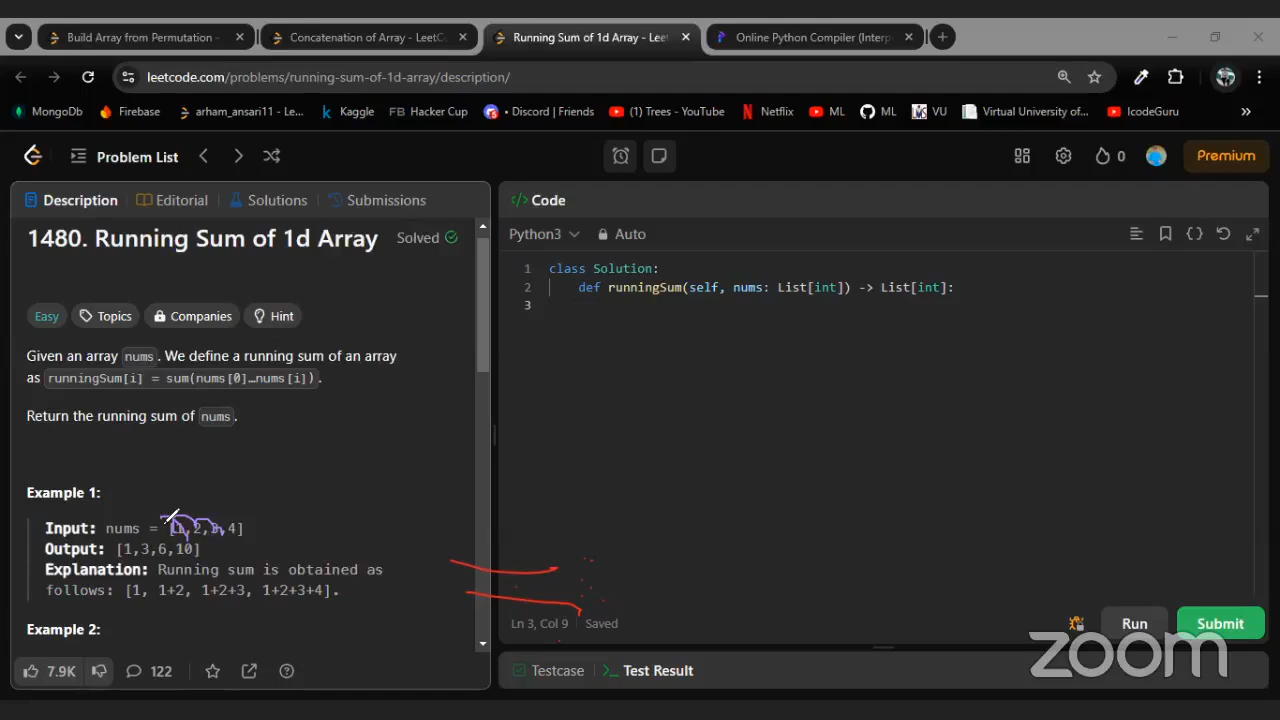 Build Array from Permutation -
Concatenation of Array - LeetC
Running Sum of 1d Array - Leet
Online Python Compiler (Interp
leetcode.com/problems/running-sum-of-1d-array/description/
MongoDb
Firebase
arham_ansari11 - Le...
Kaggle
FB Hacker Cup
• Discord | Friends
(1) Trees - YouTube
Netflix
ML
ML
VU
Virtual University of...
IcodeGuru
»
Problem List
0
Premium
Description
Editorial
Solutions
Submissions
1480. Running Sum of 1d Array
Solved
Easy
Topics
Companies
Hint
Given an array nums. We define a running sum of an array
as runningSum[i] = sum(nums[0]…nums[i]).
Return the running sum of nums.
Example 1:
Input: nums = [1,2,3,4]
Output: [1,3,6,10]
Explanation: Running sum is obtained as
follows: [1, 1+2, 1+2+3, 1+2+3+4].
Example 2:
7.9K
122
</> Code
Python3
Auto
1 class Solution:
2 def runningSum(self, nums: List[int]) -> List[int]:
3
Ln 3, Col 9
Saved
Run
Submit
Testcase
>_ Test Result
zoom